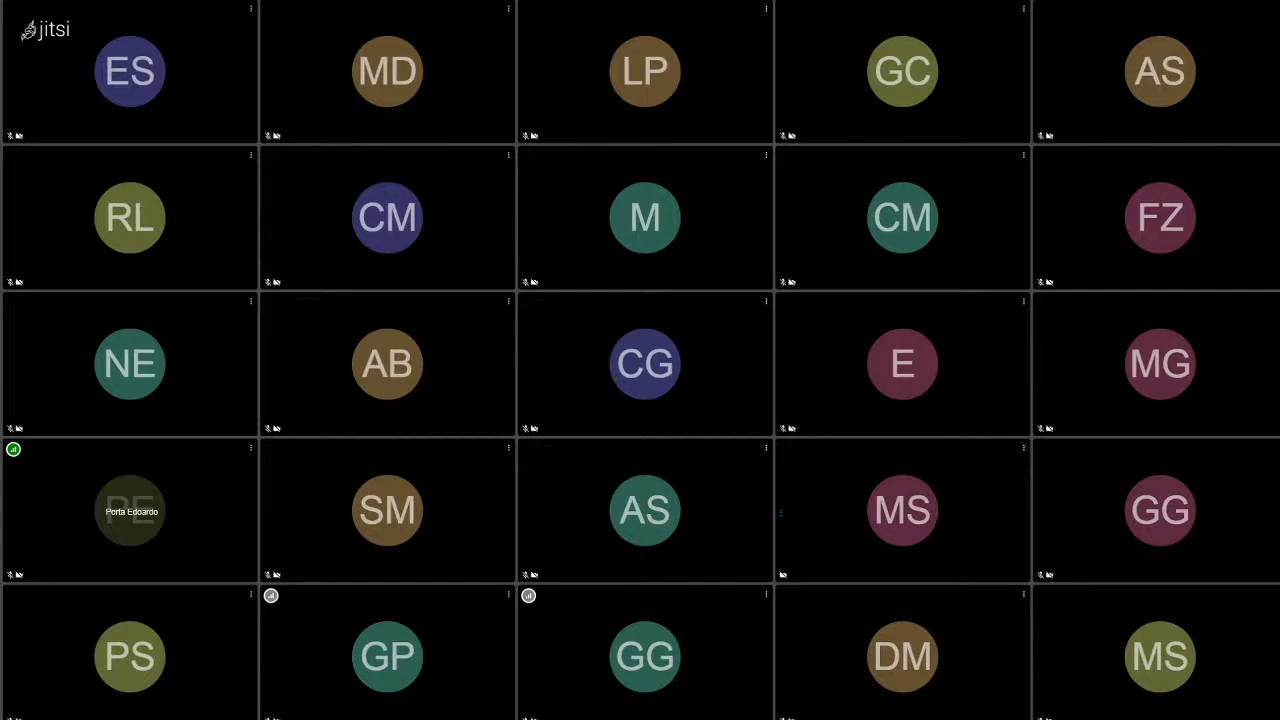 jitsi
ES
MD
LP
GC
AS
RL
CM
M
CM
FZ
NE
AB
CG
E
MG
PE
Porta Edoardo
SM
AS
MS
GG
PS
GP
GG
DM
MS